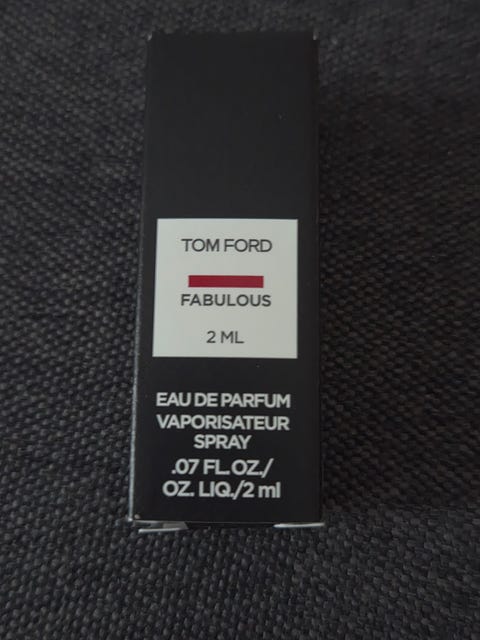 TOM FORD
FABULOUS
2 ML
EAU DE PARFUM
VAPORISATEUR
SPRAY
.07 FL.OZ./
OZ. LIQ./2 ml